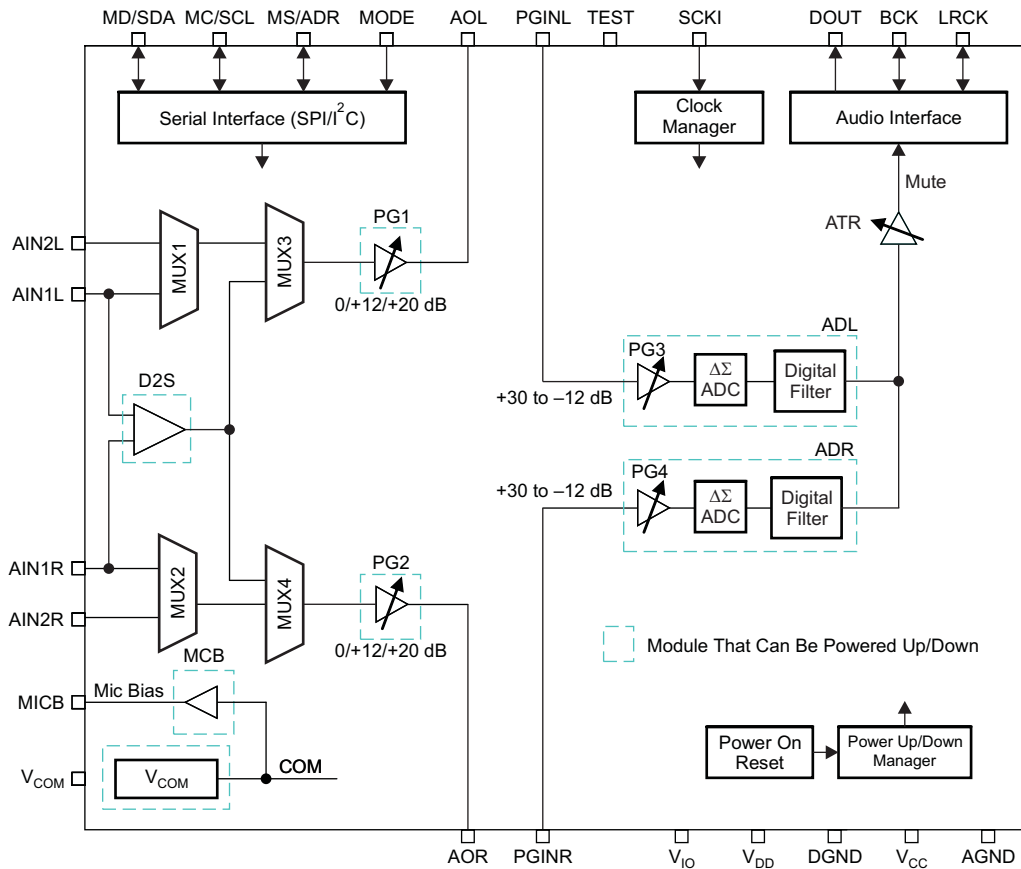 MD/SDA MC/SCL MS/ADR MODE AOL PGINL TEST SCKI DOUT BCK LRCK
Serial Interface (SPI/I²C)
Clock
Manager
Audio Interface
Mute
ATR
PG1
AIN2L
MUX1
MUX3
AIN1L
0/+12/+20 dB
ADL
PG3
ΔΣ
ADC
Digital
Filter
+30 to –12 dB
D2S
ADR
PG4
+30 to –12 dB
ΔΣ
ADC
Digital
Filter
AIN1R
MUX2
MUX4
PG2
AIN2R
0/+12/+20 dB
Module That Can Be Powered Up/Down
MCB
MICB
Mic Bias
Power On
Reset
Power Up/Down
Manager
VCOM
VCOM
COM
AOR PGINR VIO VDD DGND VCC AGND